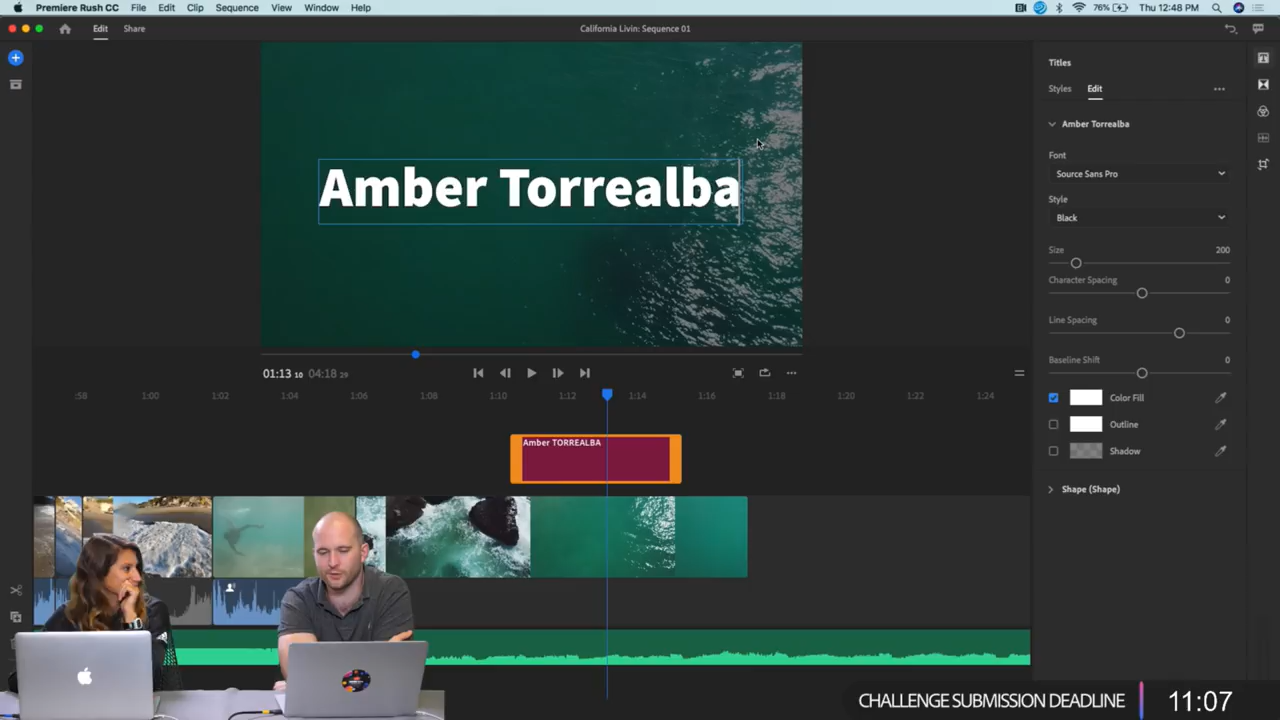 Premiere Rush CC File Edit Clip Sequence View Window Help 76% Thu 12:48 PM
Edit Share California Livin: Sequence 01
Titles
Styles Edit
Amber Torrealba
Font
Source Sans Pro
Style
Black
Size 200
Character Spacing 0
Line Spacing 0
Baseline Shift 0
Color Fill
Outline
Shadow
Shape (Shape)
Amber Torrealba
01:13 10 04:18 29
:58 1:00 1:02 1:04 1:06 1:08 1:10 1:12 1:14 1:16 1:18 1:20 1:22 1:24
Amber TORREALBA
CHALLENGE SUBMISSION DEADLINE 11:07